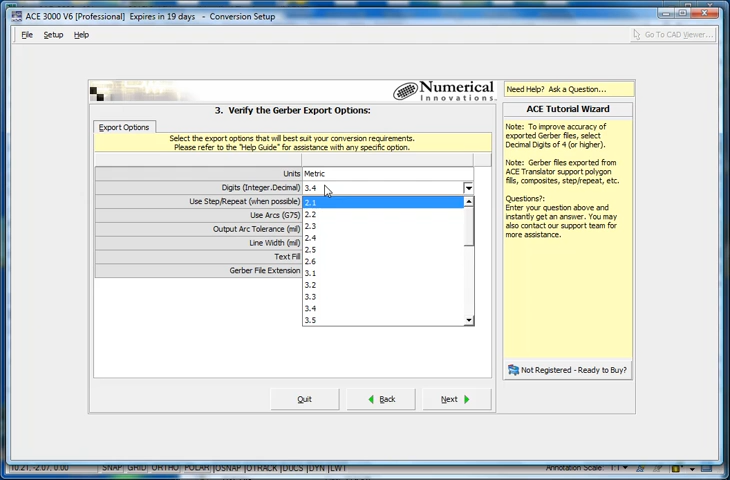 ACE 3000 V6 [Professional] Expires in 19 days - Conversion Setup
File Setup Help
Go To CAD Viewer...
Numerical
Innovations
Need Help? Ask a Question...
3. Verify the Gerber Export Options:
ACE Tutorial Wizard
Export Options
Select the export options that will best suit your conversion requirements.
Please refer to the "Help Guide" for assistance with any specific option.
Note: To improve accuracy of
exported Gerber files, select
Decimal Digits of 4 (or higher).
Note: Gerber files exported from
ACE Translator support polygon
fills, composites, step/repeat, etc.
Questions?:
Enter your question above and
instantly get an answer. You may
also contact our support team for
more assistance.
Units Metric
Digits (Integer.Decimal) 3.4
Use Step/Repeat (when possible) 2.1
Use Arcs (G75) 2.2
Output Arc Tolerance (mil) 2.3
Line Width (mil) 2.4
Text Fill 2.5
Gerber File Extension 2.6
3.1
3.2
3.3
3.4
3.5
Not Registered - Ready to Buy?
Quit Back Next
10.21, -2.07, 0.00 SNAP GRID ORTHO POLAR OSNAP OTRACK DUCS DYN LWT Annotation Scale: 1:1